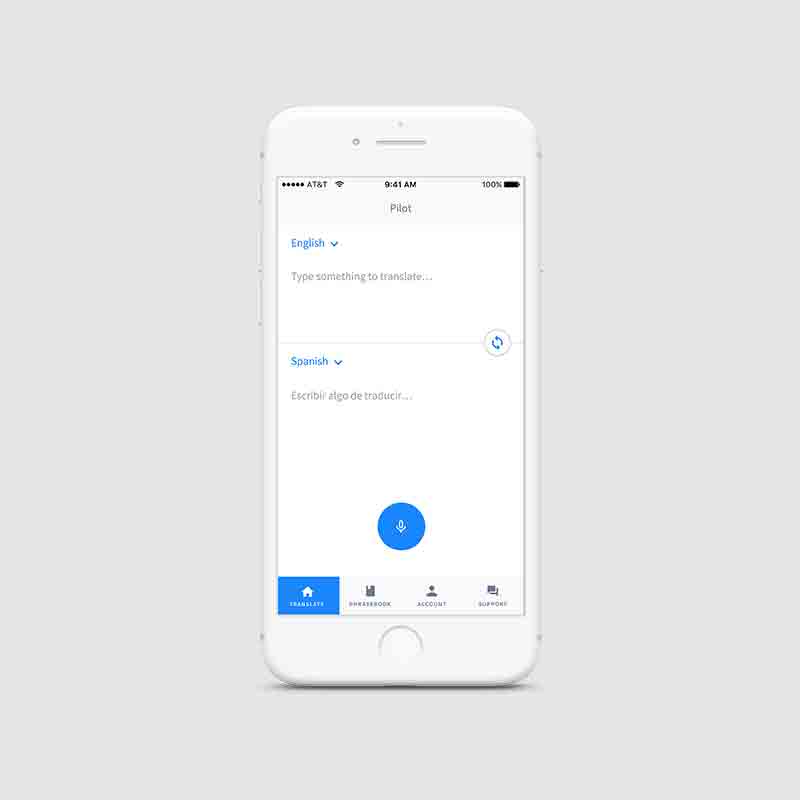 AT&T 9:41 AM 100%
Pilot
English
Type something to translate...
Spanish
Escribir algo de traducir...
TRANSLATE PHRASEBOOK ACCOUNT SUPPORT